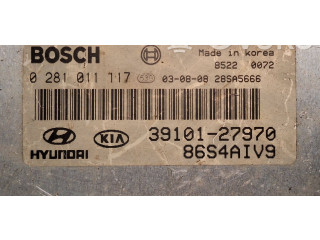 BOSCH
Made in korea
8522 0072
0 281 011 117 03-08-08 28SA5666
HYUNDAI KIA 39101-27970
86S4AIV9